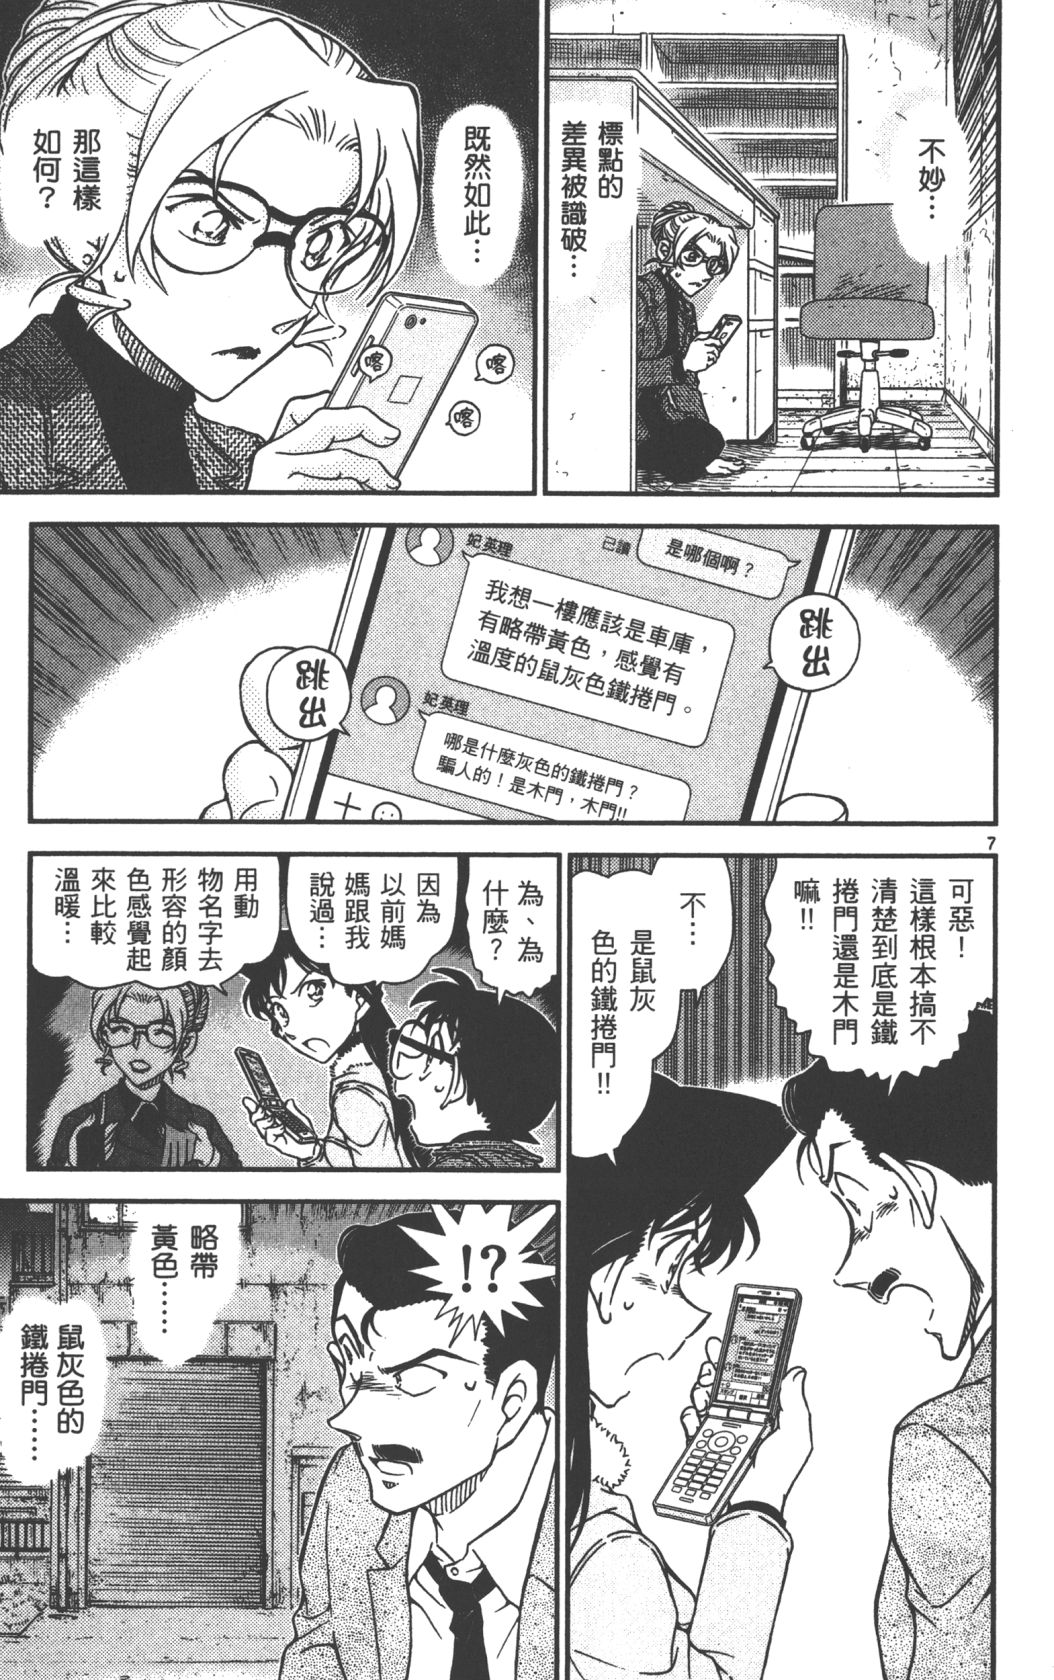 不妙…
標點的
差異被識破…
既然如此…
那這樣
如何？
喀
喀
喀
是哪個啊？
已讀
妃英理
我想一樓應該是車庫，
有略帶黃色，感覺有
溫度的鼠灰色鐵捲門。
妃英理
哪是什麼灰色的鐵捲門？
騙人的！是木門，木門!!
跳出
跳出
7
可惡！
這樣根本搞不
清楚到底是鐵
捲門還是木門
嘛!!
不…
是鼠灰
色的鐵捲門!!
為、為
什麼？
因為
以前媽
媽跟我
說過…
用動
物名字去
形容的顏
色感覺起
來比較
溫暖…
!?
略帶
黃色……
鼠灰色的
鐵捲門……